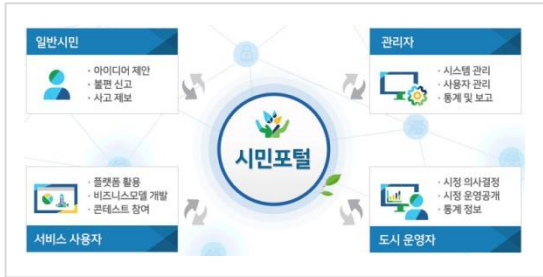 일반시민
· 아이디어 제안
· 불편 신고
· 사고 제보
관리자
· 시스템 관리
· 사용자 관리
· 통계 및 보고
시민포털
· 플랫폼 활용
· 비즈니스모델 개발
· 콘테스트 참여
서비스 사용자
· 시정 의사결정
· 시정 운영공개
· 통계 정보
도시 운영자